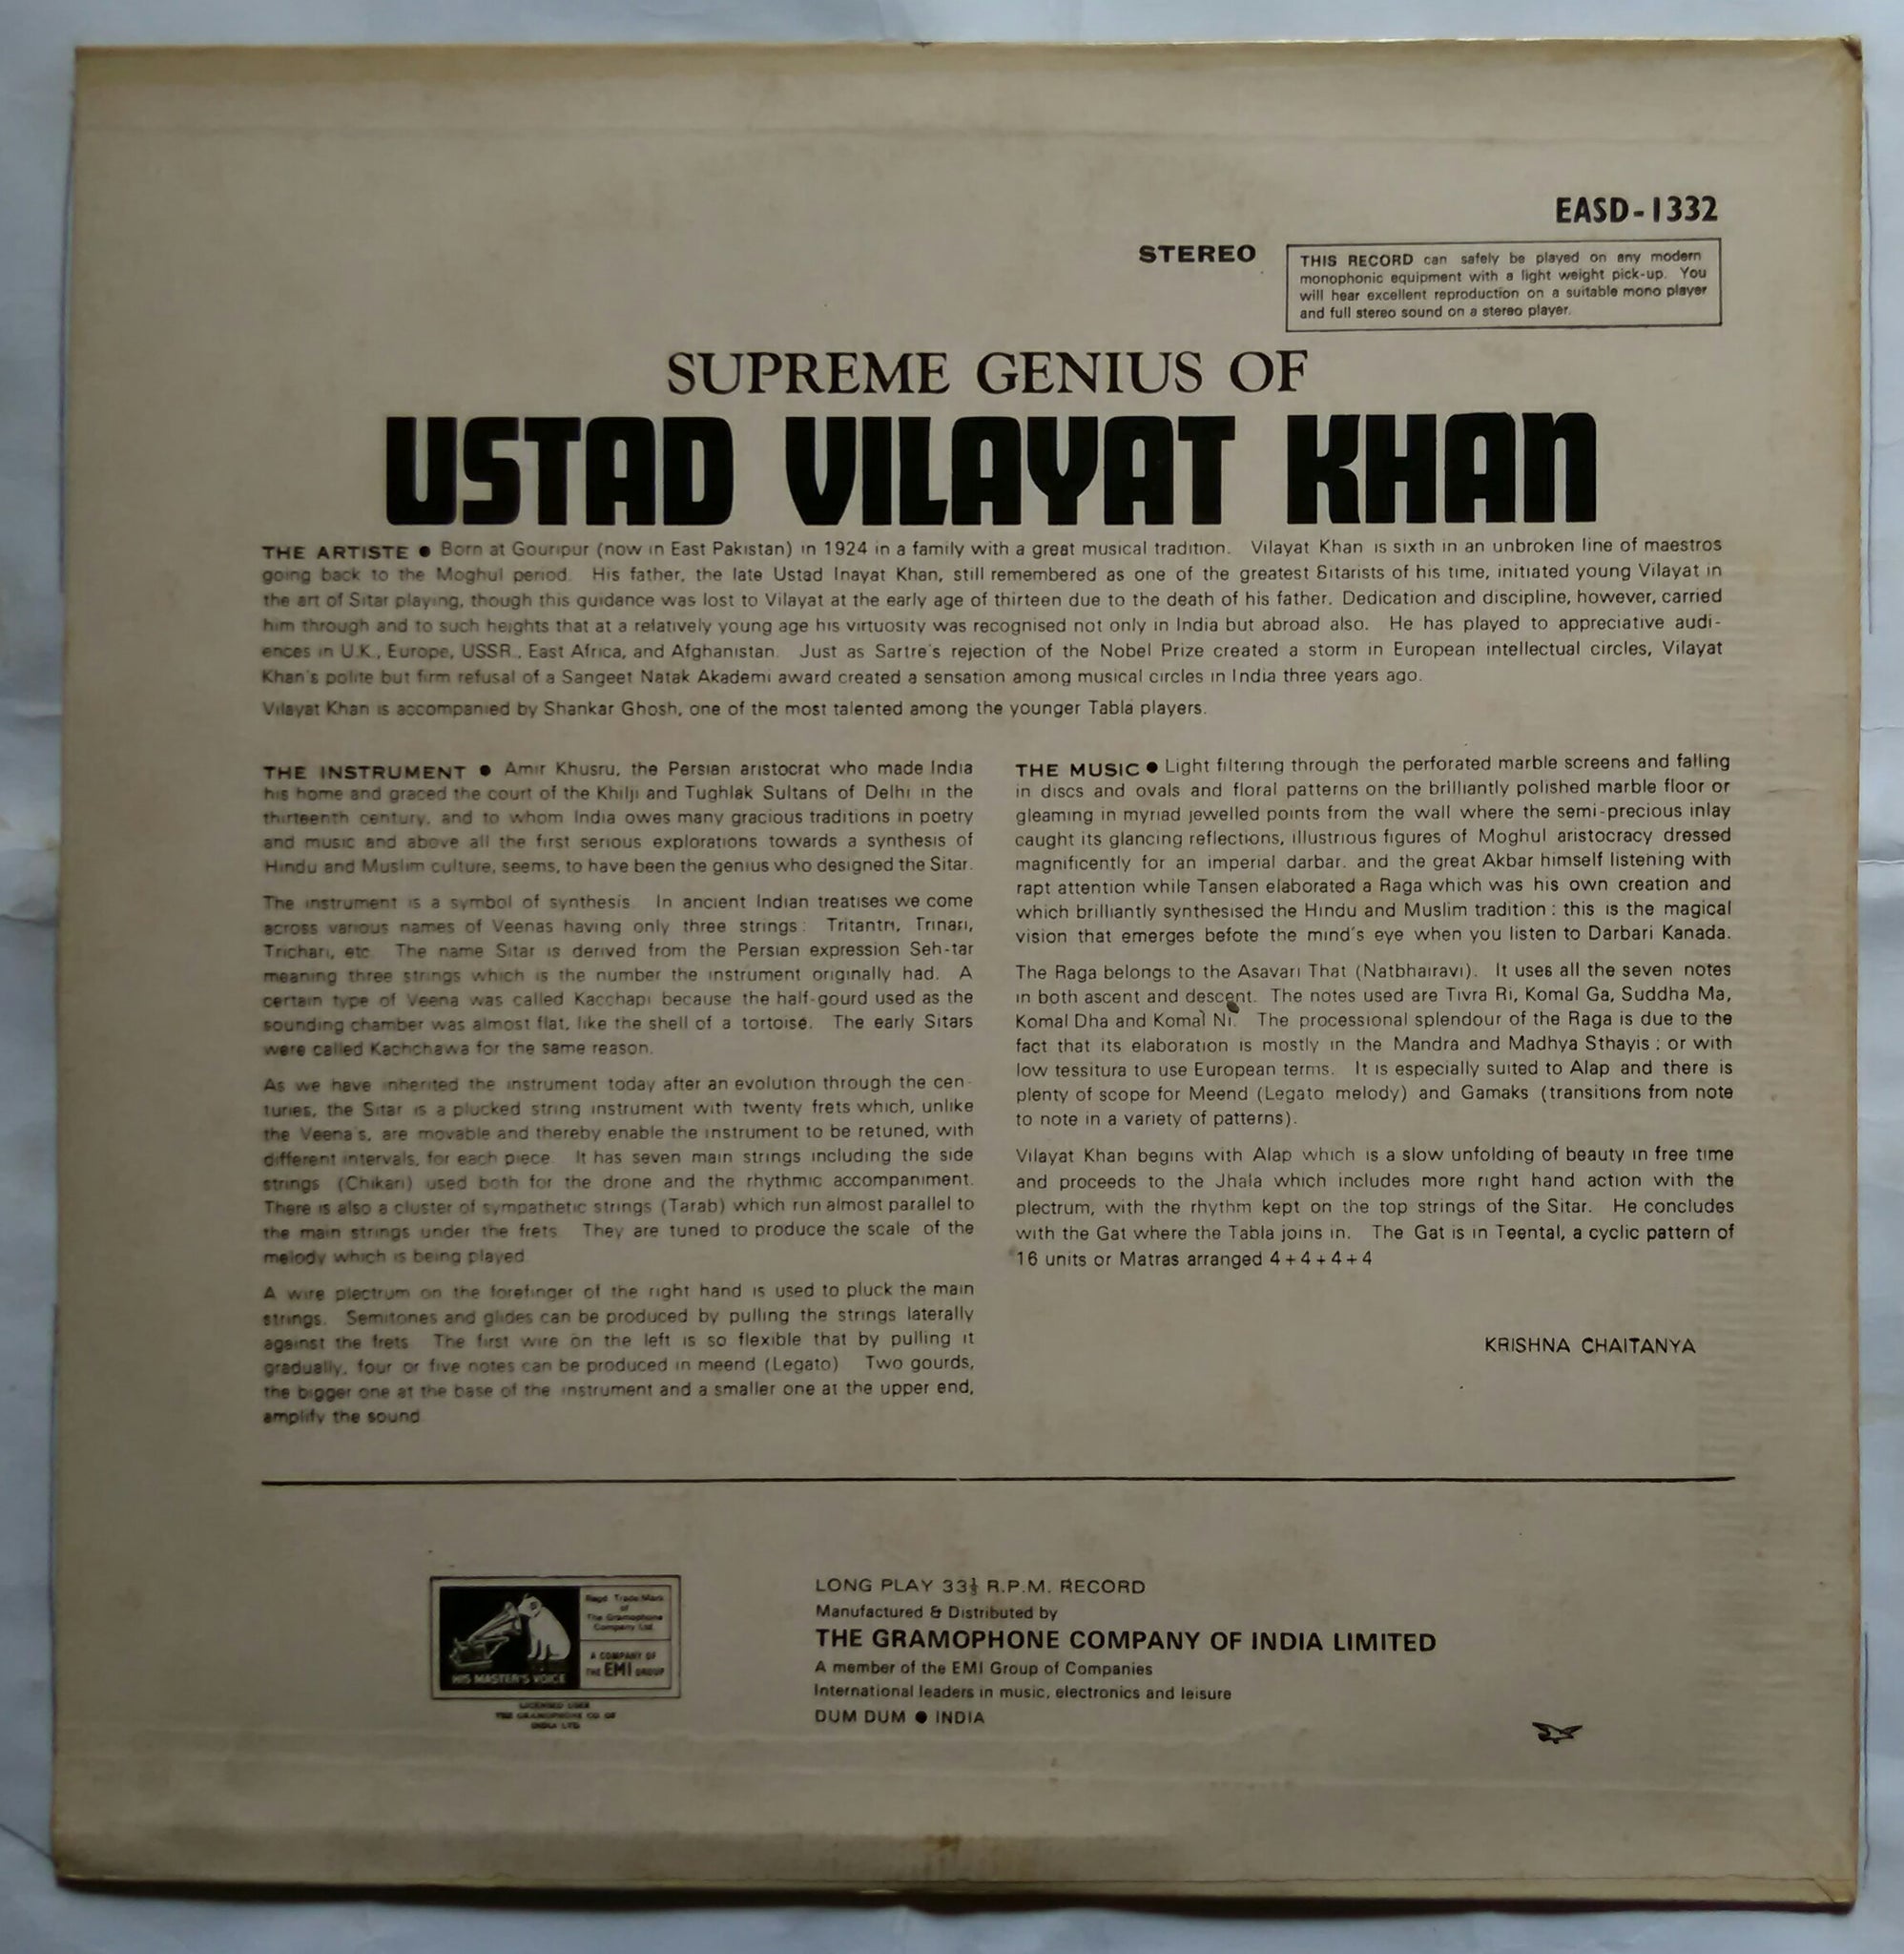 EASD-1332
STEREO
THIS RECORD can safely be played on any modern
monophonic equipment with a light weight pick-up. You
will hear excellent reproduction on a suitable mono player
and full stereo sound on a stereo player.
SUPREME GENIUS OF
USTAD VILAYAT KHAN
THE ARTISTE ● Born at Gouripur (now in East Pakistan) in 1924 in a family with a great musical tradition. Vilayat Khan is sixth in an unbroken line of maestros
going back to the Moghul period. His father, the late Ustad Inayat Khan, still remembered as one of the greatest Sitarists of his time, initiated young Vilayat in
the art of Sitar playing, though this guidance was lost to Vilayat at the early age of thirteen due to the death of his father. Dedication and discipline, however, carried
him through and to such heights that at a relatively young age his virtuosity was recognised not only in India but abroad also. He has played to appreciative audi-
ences in U.K., Europe, USSR., East Africa, and Afghanistan. Just as Sartre's rejection of the Nobel Prize created a storm in European intellectual circles, Vilayat
Khan's polite but firm refusal of a Sangeet Natak Akademi award created a sensation among musical circles in India three years ago.
Vilayat Khan is accompanied by Shankar Ghosh, one of the most talented among the younger Tabla players.
THE INSTRUMENT ● Amir Khusru, the Persian aristocrat who made India
his home and graced the court of the Khilji and Tughlak Sultans of Delhi in the
thirteenth century, and to whom India owes many gracious traditions in poetry
and music and above all the first serious explorations towards a synthesis of
Hindu and Muslim culture, seems, to have been the genius who designed the Sitar.
The instrument is a symbol of synthesis. In ancient Indian treatises we come
across various names of Veenas having only three strings: Tritantri, Trinari,
Trichari, etc. The name Sitar is derived from the Persian expression Seh-tar
meaning three strings which is the number the instrument originally had. A
certain type of Veena was called Kacchapi because the half-gourd used as the
sounding chamber was almost flat, like the shell of a tortoise. The early Sitars
were called Kachchawa for the same reason.
As we have inherited the instrument today after an evolution through the cen-
turies, the Sitar is a plucked string instrument with twenty frets which, unlike
the Veena's, are movable and thereby enable the instrument to be retuned, with
different intervals, for each piece. It has seven main strings including the side
strings (Chikari) used both for the drone and the rhythmic accompaniment.
There is also a cluster of sympathetic strings (Tarab) which run almost parallel to
the main strings under the frets. They are tuned to produce the scale of the
melody which is being played.
A wire plectrum on the forefinger of the right hand is used to pluck the main
strings. Semitones and glides can be produced by pulling the strings laterally
against the frets. The first wire on the left is so flexible that by pulling it
gradually, four or five notes can be produced in meend (Legato) Two gourds,
the bigger one at the base of the instrument and a smaller one at the upper end,
amplify the sound.
THE MUSIC ● Light filtering through the perforated marble screens and falling
in discs and ovals and floral patterns on the brilliantly polished marble floor or
gleaming in myriad jewelled points from the wall where the semi-precious inlay
caught its glancing reflections, illustrious figures of Moghul aristocracy dressed
magnificently for an imperial darbar. and the great Akbar himself listening with
rapt attention while Tansen elaborated a Raga which was his own creation and
which brilliantly synthesised the Hindu and Muslim tradition : this is the magical
vision that emerges befote the mind's eye when you listen to Darbari Kanada.
The Raga belongs to the Asavari That (Natbhairavi). It uses all the seven notes
in both ascent and descent. The notes used are Tivra Ri, Komal Ga, Suddha Ma,
Komal Dha and Komal Ni. The processional splendour of the Raga is due to the
fact that its elaboration is mostly in the Mandra and Madhya Sthayis ; or with
low tessitura to use European terms. It is especially suited to Alap and there is
plenty of scope for Meend (Legato melody) and Gamaks (transitions from note
to note in a variety of patterns).
Vilayat Khan begins with Alap which is a slow unfolding of beauty in free time
and proceeds to the Jhala which includes more right hand action with the
plectrum, with the rhythm kept on the top strings of the Sitar. He concludes
with the Gat where the Tabla joins in. The Gat is in Teental, a cyclic pattern of
16 units or Matras arranged 4+4+4+4
KRISHNA CHAITANYA
Regd. Trade Mark
of
The Gramophone
Company Ltd.
A COMPANY OF
THE EMI GROUP
HIS MASTER'S VOICE
LICENSED USER
THE GRAMOPHONE CO OF
INDIA LTD
LONG PLAY 33⅓ R.P.M. RECORD
Manufactured & Distributed by
THE GRAMOPHONE COMPANY OF INDIA LIMITED
A member of the EMI Group of Companies
International leaders in music, electronics and leisure
DUM DUM ● INDIA